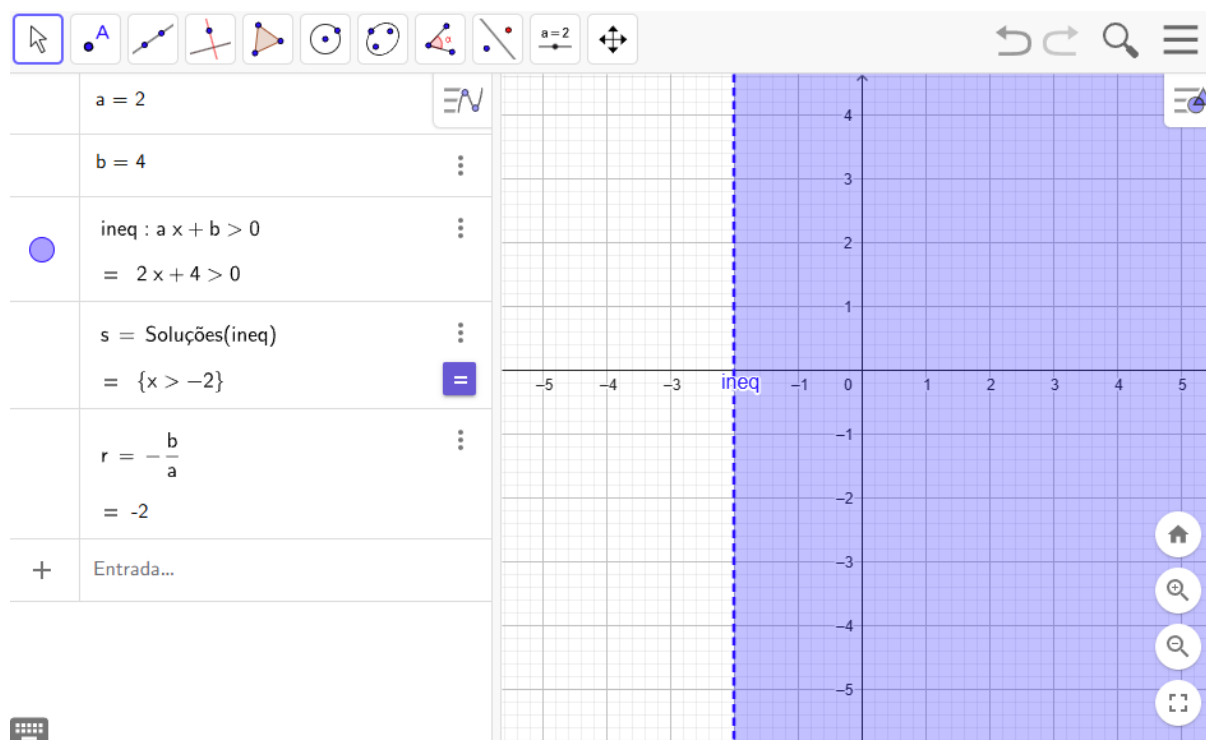 A
α
a = 2
a = 2
b = 4
ineq : a x + b > 0
= 2 x + 4 > 0
s = Soluções(ineq)
= {x > −2}
=
r = − b
a
= -2
+ Entrada...
4
3
2
1
−5 −4 −3 ineq −1 0 1 2 3 4 5
−1
−2
−3
−4
−5